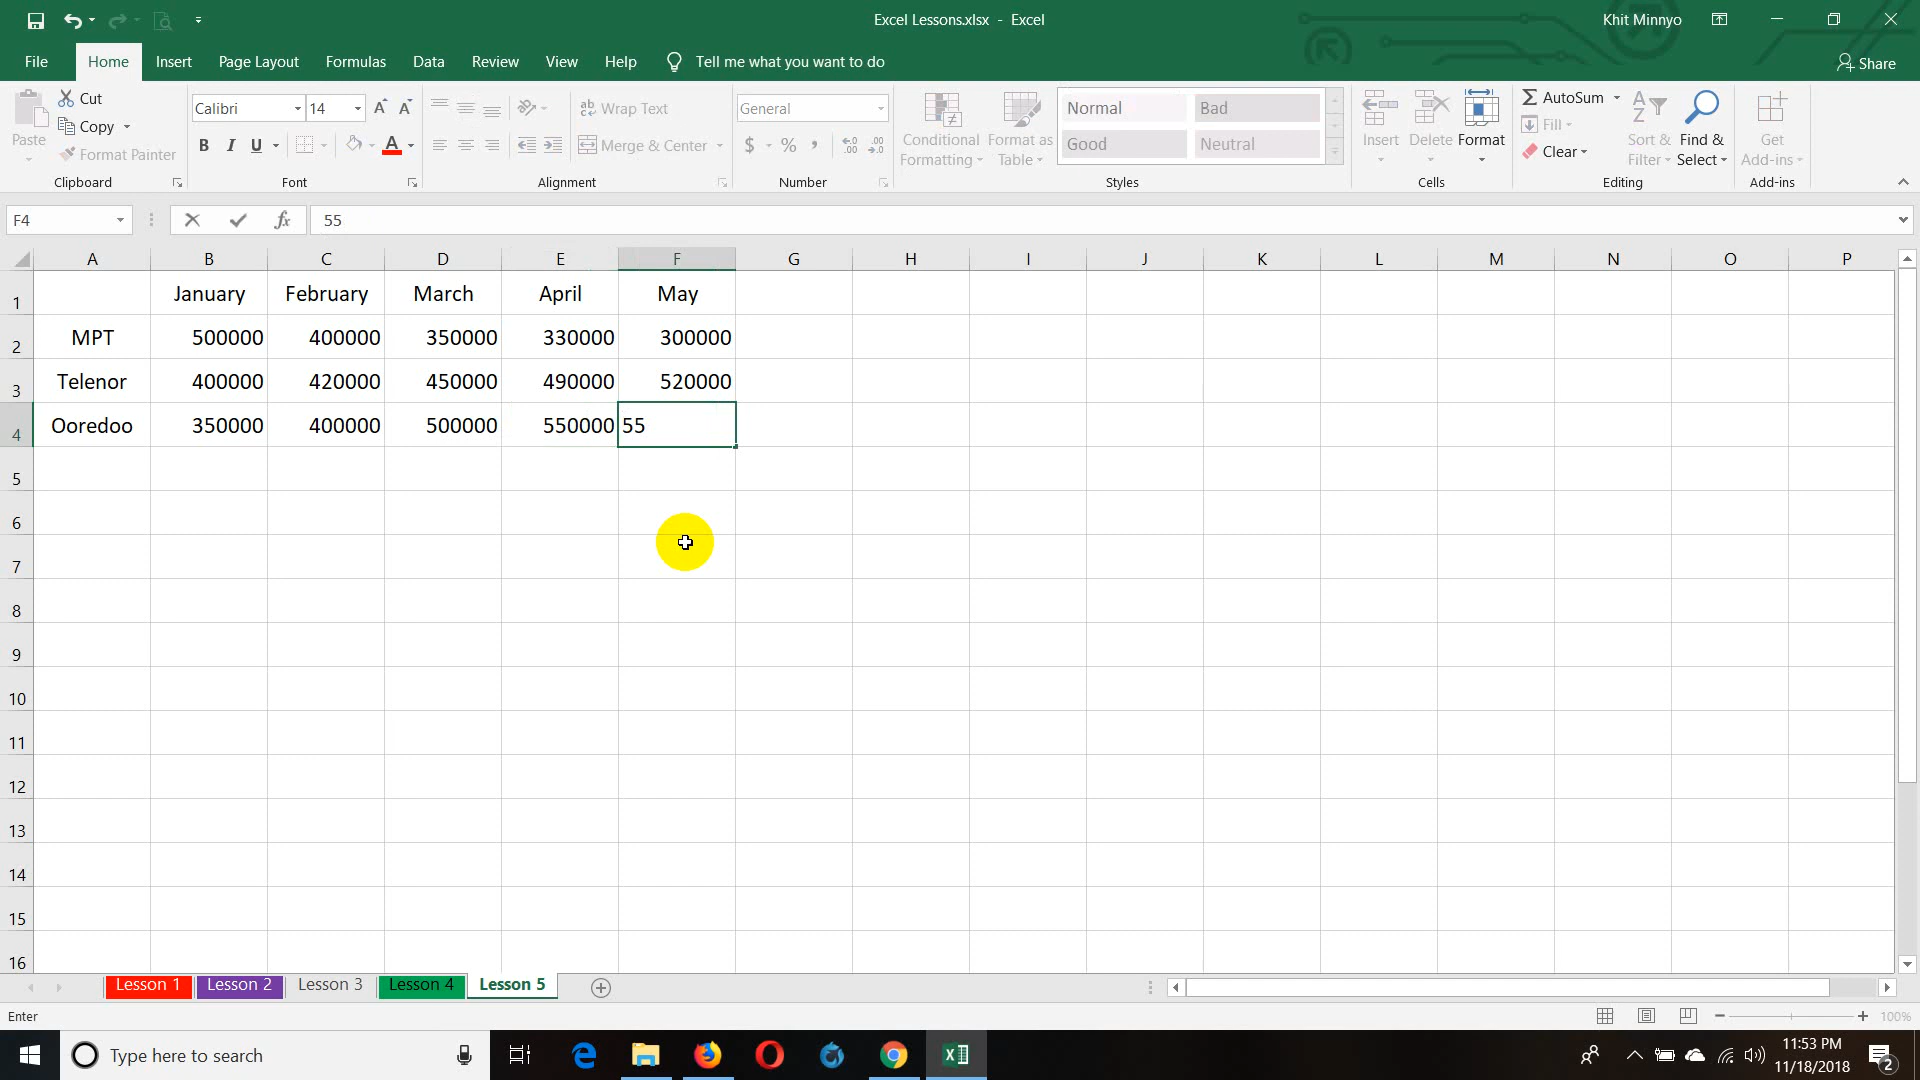 Excel Lessons.xlsx - Excel
Khit Minnyo
File Home Insert Page Layout Formulas Data Review View Help Tell me what you want to do Share
Paste Cut Copy Format Painter
Clipboard
Calibri 14 A A
B I U A
Font
Wrap Text
Merge & Center
Alignment
General
$ % , .00 .00
Number
Conditional Formatting
Format as Table
Normal Bad
Good Neutral
Styles
Insert Delete Format
Cells
AutoSum
Fill
Clear
Sort & Filter
Find & Select
Editing
Get Add-ins
Add-ins
F4 fx 55
A B C D E F G H I J K L M N O P
1 January February March April May
2 MPT 500000 400000 350000 330000 300000
3 Telenor 400000 420000 450000 490000 520000
4 Ooredoo 350000 400000 500000 550000 55
5
6
7
8
9
10
11
12
13
14
15
16
Lesson 1 Lesson 2 Lesson 3 Lesson 4 Lesson 5
Enter 100%
Type here to search
11:53 PM
11/18/2018
2